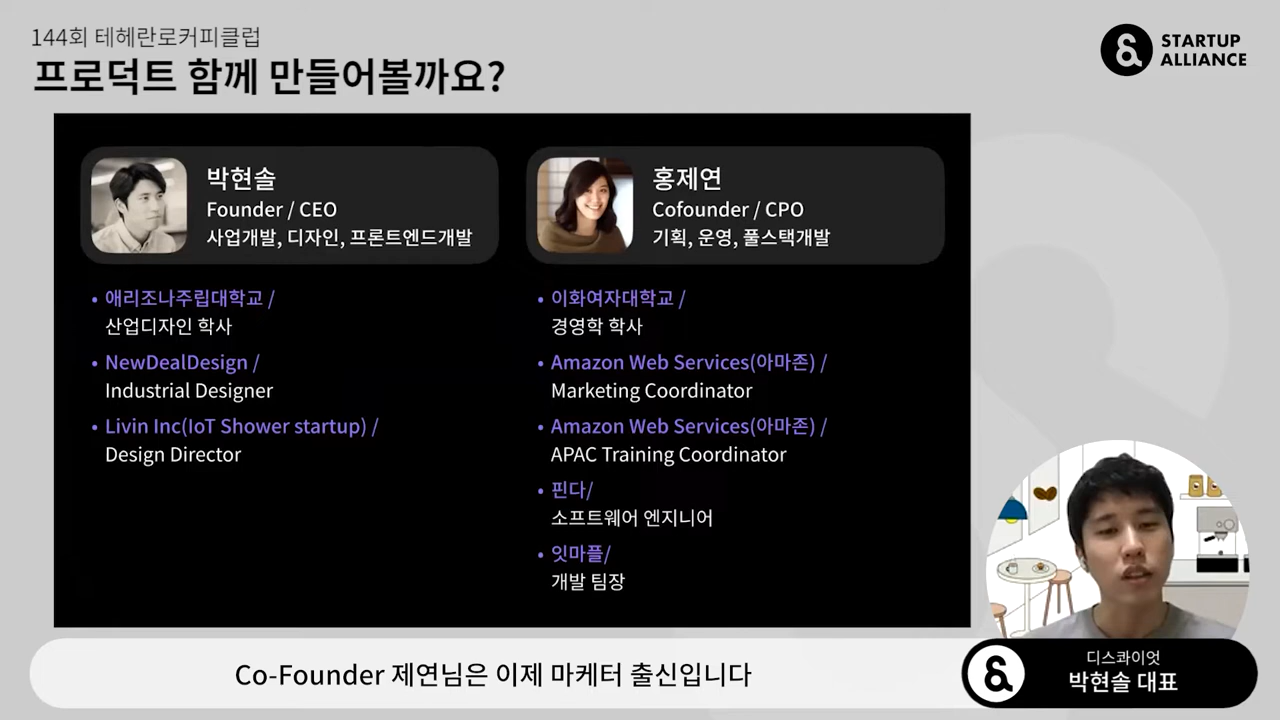 144회 테헤란로커피클럽
프로덕트 함께 만들어볼까요?
STARTUP
ALLIANCE
박현솔
Founder / CEO
사업개발, 디자인, 프론트엔드개발
• 애리조나주립대학교 /
산업디자인 학사
• NewDealDesign /
Industrial Designer
• Livin Inc(IoT Shower startup) /
Design Director
홍제연
Cofounder / CPO
기획, 운영, 풀스택개발
• 이화여자대학교 /
경영학 학사
• Amazon Web Services(아마존) /
Marketing Coordinator
• Amazon Web Services(아마존) /
APAC Training Coordinator
• 핀다/
소프트웨어 엔지니어
• 잇마플/
개발 팀장
Co-Founder 제연님은 이제 마케터 출신입니다
디스콰이엇
박현솔 대표